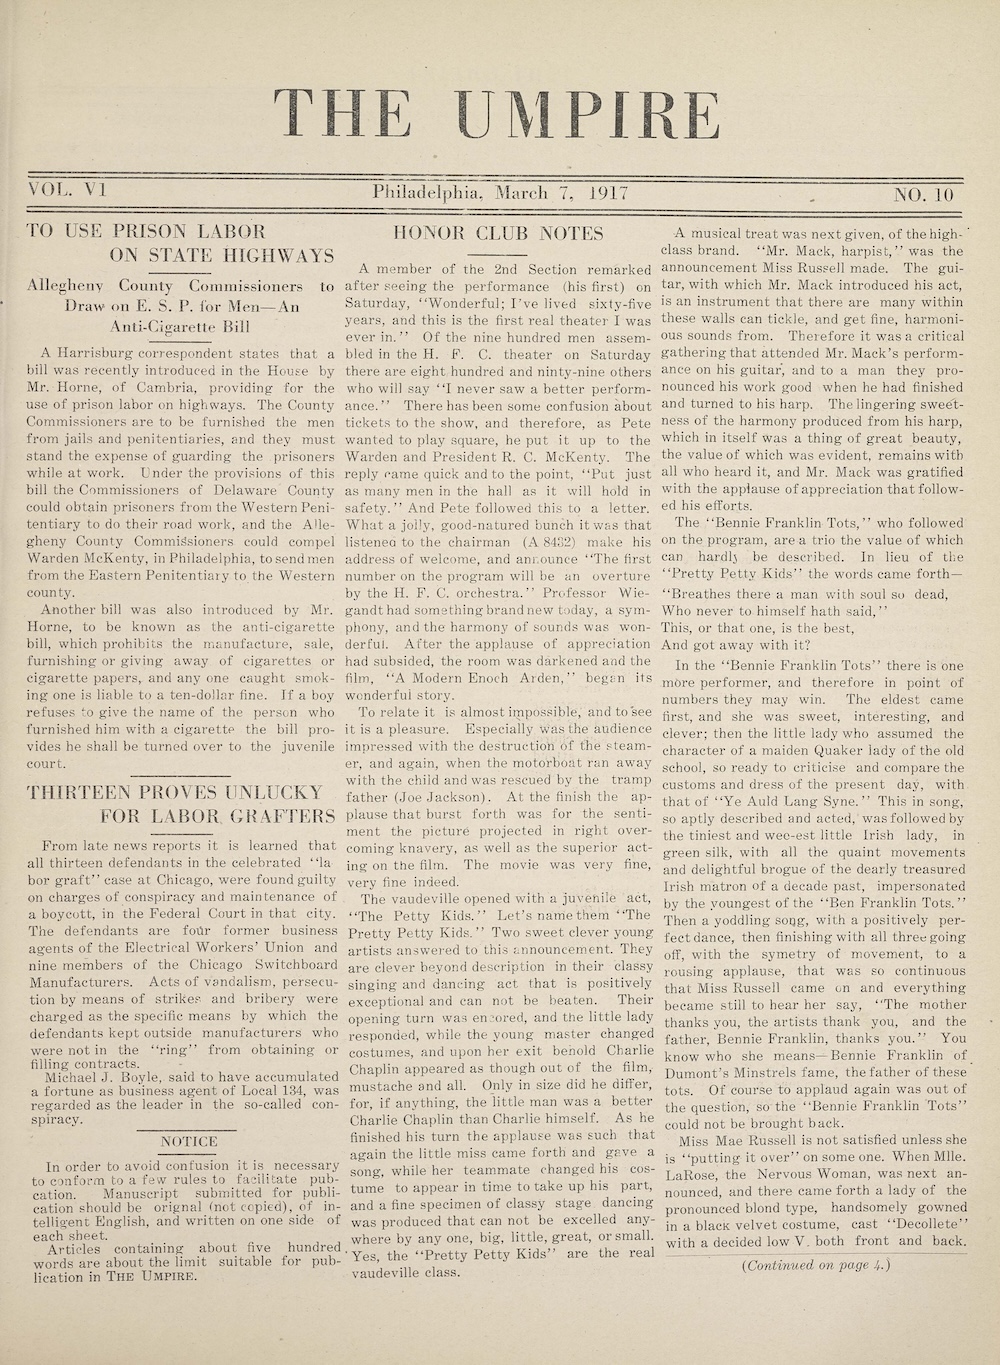 THE UMPIRE
VOL. VI
Philadelphia, March 7, 1917
NO. 10
TO USE PRISON LABOR
ON STATE HIGHWAYS
Allegheny County Commissioners to
Draw on E. S. P. for Men—An
Anti-Cigarette Bill
A Harrisburg correspondent states that a
bill was recently introduced in the House by
Mr. Horne, of Cambria, providing for the
use of prison labor on highways. The County
Commissioners are to be furnished the men
from jails and penitentiaries, and they must
stand the expense of guarding the prisoners
while at work. Under the provisions of this
bill the Commissioners of Delaware County
could obtain prisoners from the Western Peni-
tentiary to do their road work, and the Alle-
gheny County Commissioners could compel
Warden McKenty, in Philadelphia, to send men
from the Eastern Penitentiary to the Western
county.
Another bill was also introduced by Mr.
Horne, to be known as the anti-cigarette
bill, which prohibits the manufacture, sale,
furnishing or giving away of cigarettes or
cigarette papers, and any one caught smok-
ing one is liable to a ten-dollar fine. If a boy
refuses to give the name of the person who
furnished him with a cigarette the bill pro-
vides he shall be turned over to the juvenile
court.
THIRTEEN PROVES UNLUCKY
FOR LABOR GRAFTERS
From late news reports it is learned that
all thirteen defendants in the celebrated “la
bor graft” case at Chicago, were found guilty
on charges of conspiracy and maintenance of
a boycott, in the Federal Court in that city.
The defendants are four former business
agents of the Electrical Workers’ Union and
nine members of the Chicago Switchboard
Manufacturers. Acts of vandalism, persecu-
tion by means of strikes and bribery were
charged as the specific means by which the
defendants kept outside manufacturers who
were not in the “ring” from obtaining or
filling contracts.
Michael J. Boyle, said to have accumulated
a fortune as business agent of Local 134, was
regarded as the leader in the so-called con-
spiracy.
NOTICE
In order to avoid confusion it is necessary
to conform to a few rules to facilitate pub-
cation. Manuscript submitted for publi-
cation should be orignal (not copied), of in-
telligent English, and written on one side of
each sheet.
Articles containing about five hundred
words are about the limit suitable for pub-
lication in THE UMPIRE.
HONOR CLUB NOTES
A member of the 2nd Section remarked
after seeing the performance (his first) on
Saturday, “Wonderful; I’ve lived sixty-five
years, and this is the first real theater I was
ever in.” Of the nine hundred men assem-
bled in the H. F. C. theater on Saturday
there are eight hundred and ninty-nine others
who will say “I never saw a better perform-
ance.” There has been some confusion about
tickets to the show, and therefore, as Pete
wanted to play square, he put it up to the
Warden and President R. C. McKenty. The
reply came quick and to the point, “Put just
as many men in the hall as it will hold in
safety.” And Pete followed this to a letter.
What a jolly, good-natured bunch it was that
listened to the chairman (A 8432) make his
address of welcome, and announce “The first
number on the program will be an overture
by the H. F. C. orchestra.” Professor Wie-
gandt had something brand new today, a sym-
phony, and the harmony of sounds was won-
derful. After the applause of appreciation
had subsided, the room was darkened and the
film, “A Modern Enoch Arden,” began its
wonderful story.
To relate it is almost impossible, and to see
it is a pleasure. Especially was the audience
impressed with the destruction of the steam-
er, and again, when the motorboat ran away
with the child and was rescued by the tramp
father (Joe Jackson). At the finish the ap-
plause that burst forth was for the senti-
ment the picture projected in right over-
coming knavery, as well as the superior act-
ing on the film. The movie was very fine,
very fine indeed.
The vaudeville opened with a juvenile act,
“The Petty Kids.” Let’s name them “The
Pretty Petty Kids.” Two sweet clever young
artists answered to this announcement. They
are clever beyond description in their classy
singing and dancing act that is positively
exceptional and can not be beaten. Their
opening turn was encored, and the little lady
responded, while the young master changed
costumes, and upon her exit behold Charlie
Chaplin appeared as though out of the film,
mustache and all. Only in size did he differ,
for, if anything, the little man was a better
Charlie Chaplin than Charlie himself. As he
finished his turn the applause was such that
again the little miss came forth and gave a
song, while her teammate changed his cos-
tume to appear in time to take up his part,
and a fine specimen of classy stage dancing
was produced that can not be excelled any-
where by any one, big, little, great, or small.
Yes, the “Pretty Petty Kids” are the real
vaudeville class.
A musical treat was next given, of the high-
class brand. “Mr. Mack, harpist,” was the
announcement Miss Russell made. The gui-
tar, with which Mr. Mack introduced his act,
is an instrument that there are many within
these walls can tickle, and get fine, harmoni-
ous sounds from. Therefore it was a critical
gathering that attended Mr. Mack’s perform-
ance on his guitar, and to a man they pro-
nounced his work good when he had finished
and turned to his harp. The lingering sweet-
ness of the harmony produced from his harp,
which in itself was a thing of great beauty,
the value of which was evident, remains with
all who heard it, and Mr. Mack was gratified
with the applause of appreciation that follow-
ed his efforts.
The “Bennie Franklin Tots,” who followed
on the program, are a trio the value of which
can hardly be described. In lieu of the
“Pretty Petty Kids” the words came forth—
“Breathes there a man with soul so dead,
Who never to himself hath said,”
This, or that one, is the best,
And got away with it?
In the “Bennie Franklin Tots” there is one
more performer, and therefore in point of
numbers they may win. The eldest came
first, and she was sweet, interesting, and
clever; then the little lady who assumed the
character of a maiden Quaker lady of the old
school, so ready to criticise and compare the
customs and dress of the present day, with
that of “Ye Auld Lang Syne.” This in song,
so aptly described and acted, was followed by
the tiniest and wee-est little Irish lady, in
green silk, with all the quaint movements
and delightful brogue of the dearly treasured
Irish matron of a decade past, impersonated
by the youngest of the “Ben Franklin Tots.”
Then a yoddling song, with a positively per-
fect dance, then finishing with all three going
off, with the symetry of movement, to a
rousing applause, that was so continuous
that Miss Russell came on and everything
became still to hear her say, “The mother
thanks you, the artists thank you, and the
father, Bennie Franklin, thanks you.” You
know who she means—Bennie Franklin of
Dumont’s Minstrels fame, the father of these
tots. Of course to applaud again was out of
the question, so the “Bennie Franklin Tots”
could not be brought back.
Miss Mae Russell is not satisfied unless she
is “putting it over” on some one. When Mlle.
LaRose, the Nervous Woman, was next an-
nounced, and there came forth a lady of the
pronounced blond type, handsomely gowned
in a black velvet costume, cast “Decollete”
with a decided low V. both front and back.
(Continued on page 4.)